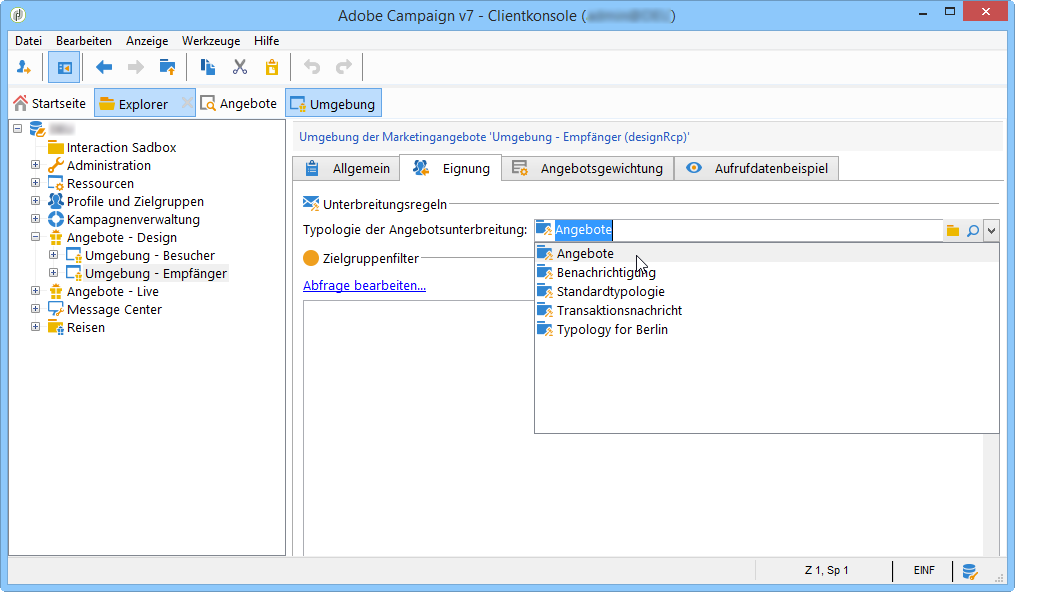 Adobe Campaign v7 - Clientkonsole ( )
Datei Bearbeiten Anzeige Werkzeuge Hilfe
Startseite Explorer Angebote Umgebung
Interaction Sadbox
Administration
Ressourcen
Profile und Zielgruppen
Kampagnenverwaltung
Angebote - Design
Umgebung - Besucher
Umgebung - Empfänger
Angebote - Live
Message Center
Reisen
Umgebung der Marketingangebote 'Umgebung - Empfänger (designRcp)'
Allgemein Eignung Angebotsgewichtung Aufrufdatenbeispiel
Unterbreitungsregeln
Typologie der Angebotsunterbreitung: Angebote
Zielgruppenfilter
Abfrage bearbeiten...
Angebote
Benachrichtigung
Standardtypologie
Transaktionsnachricht
Typology for Berlin
Z 1, Sp 1 EINF